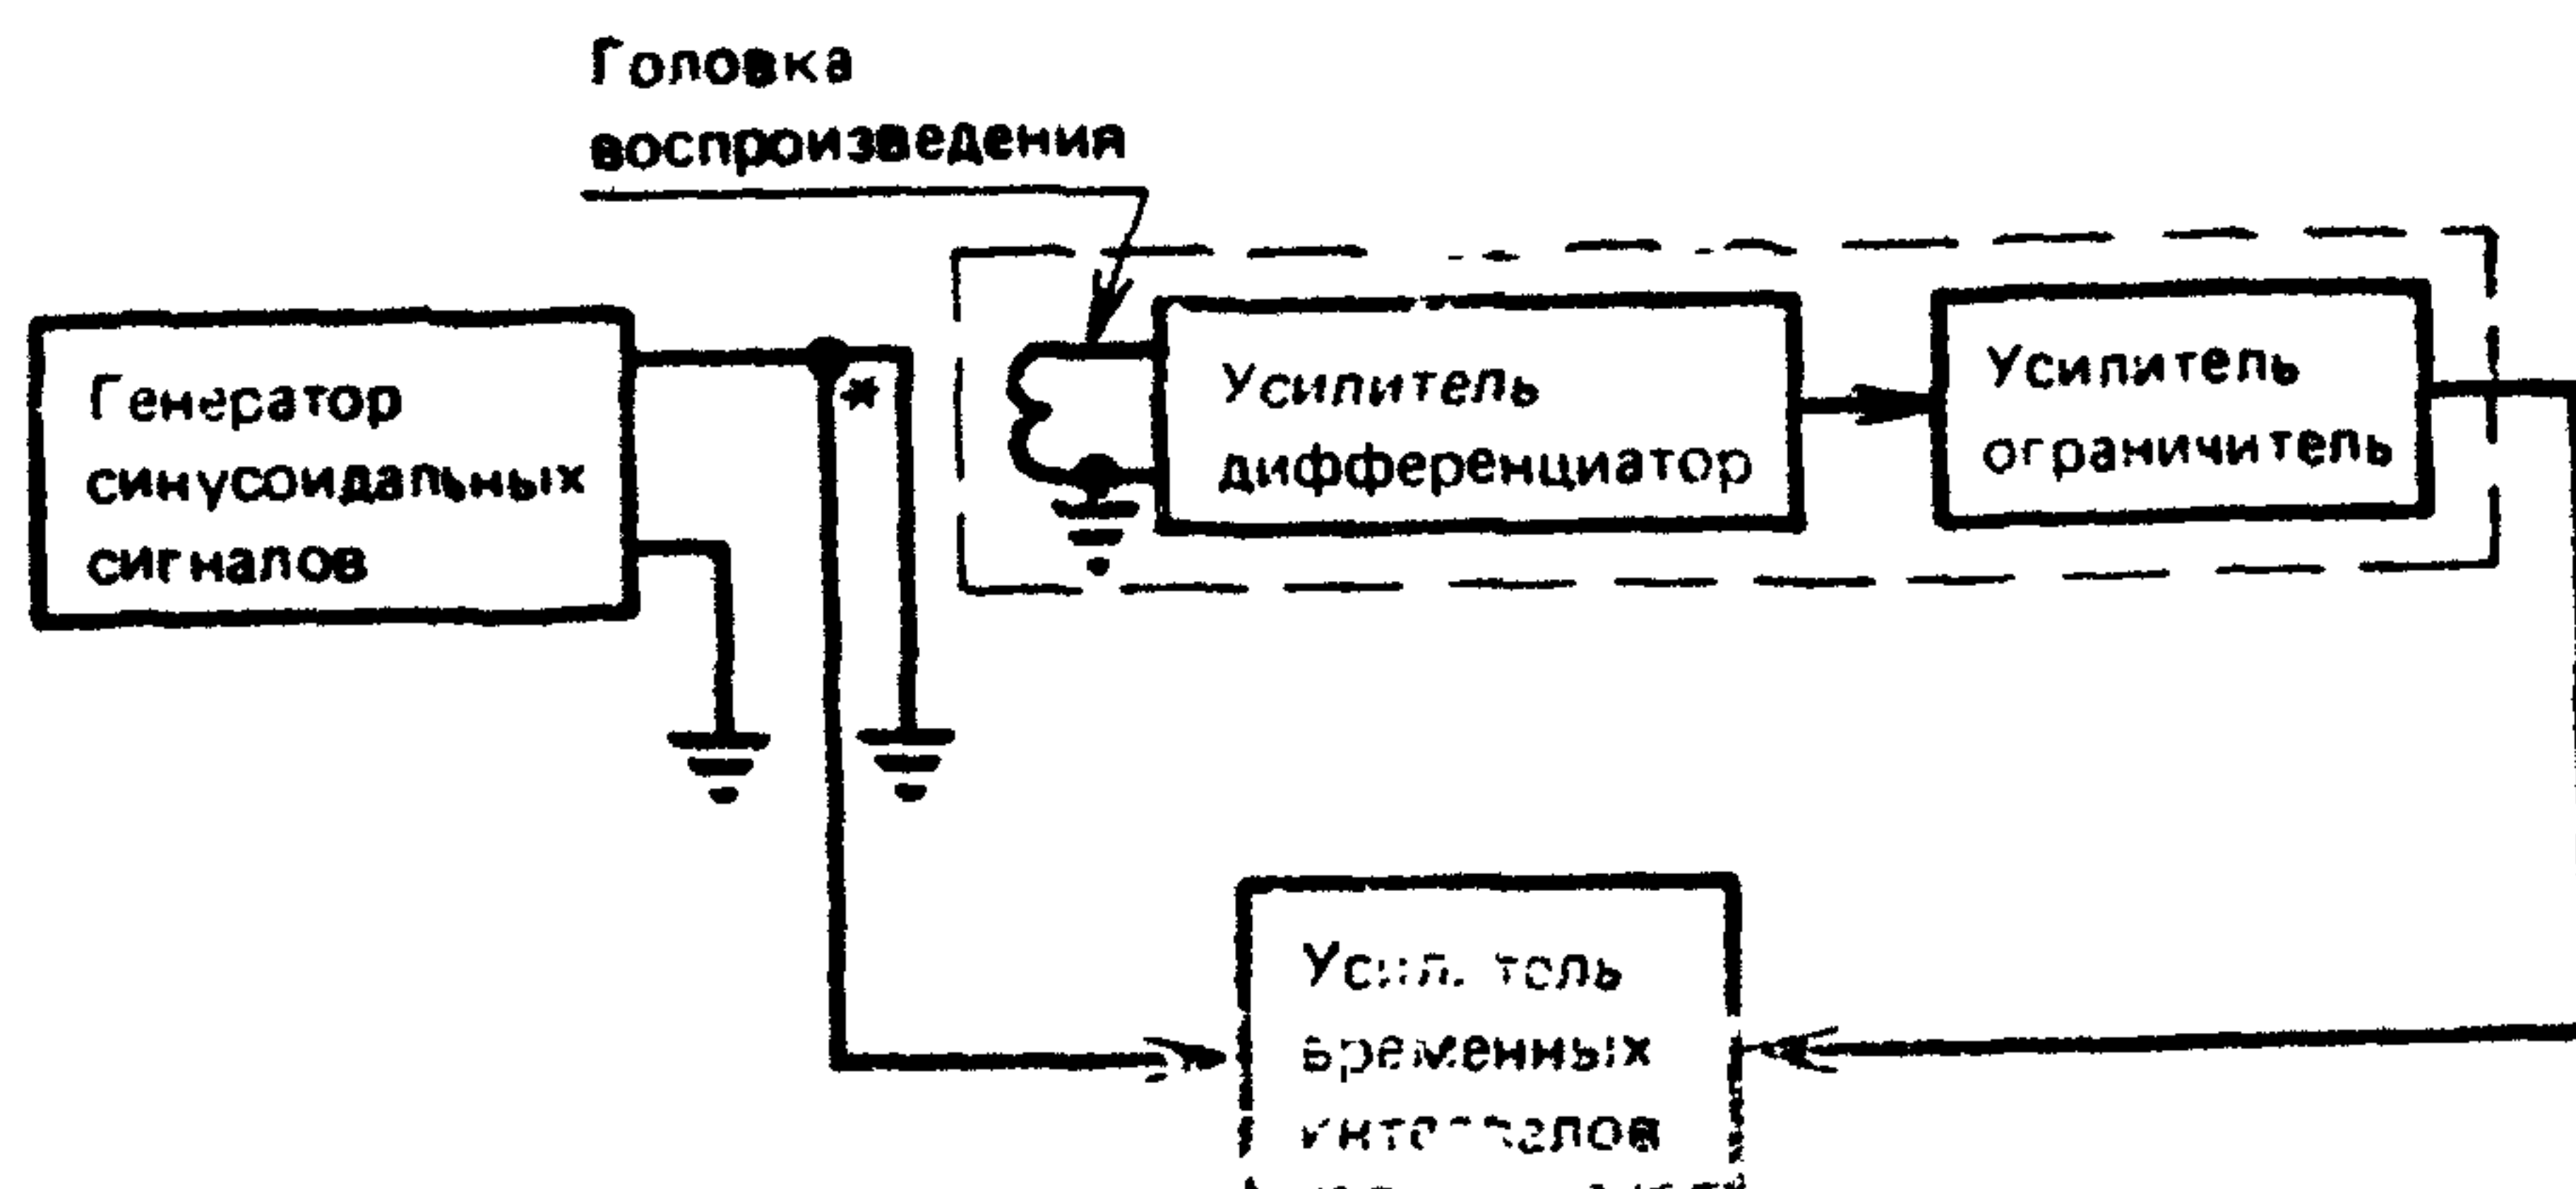 Головка
воспроизведения
Генератор
синусоидальных
сигналов
*
Усилитель
дифференциатор
Усилитель
ограничитель
временных